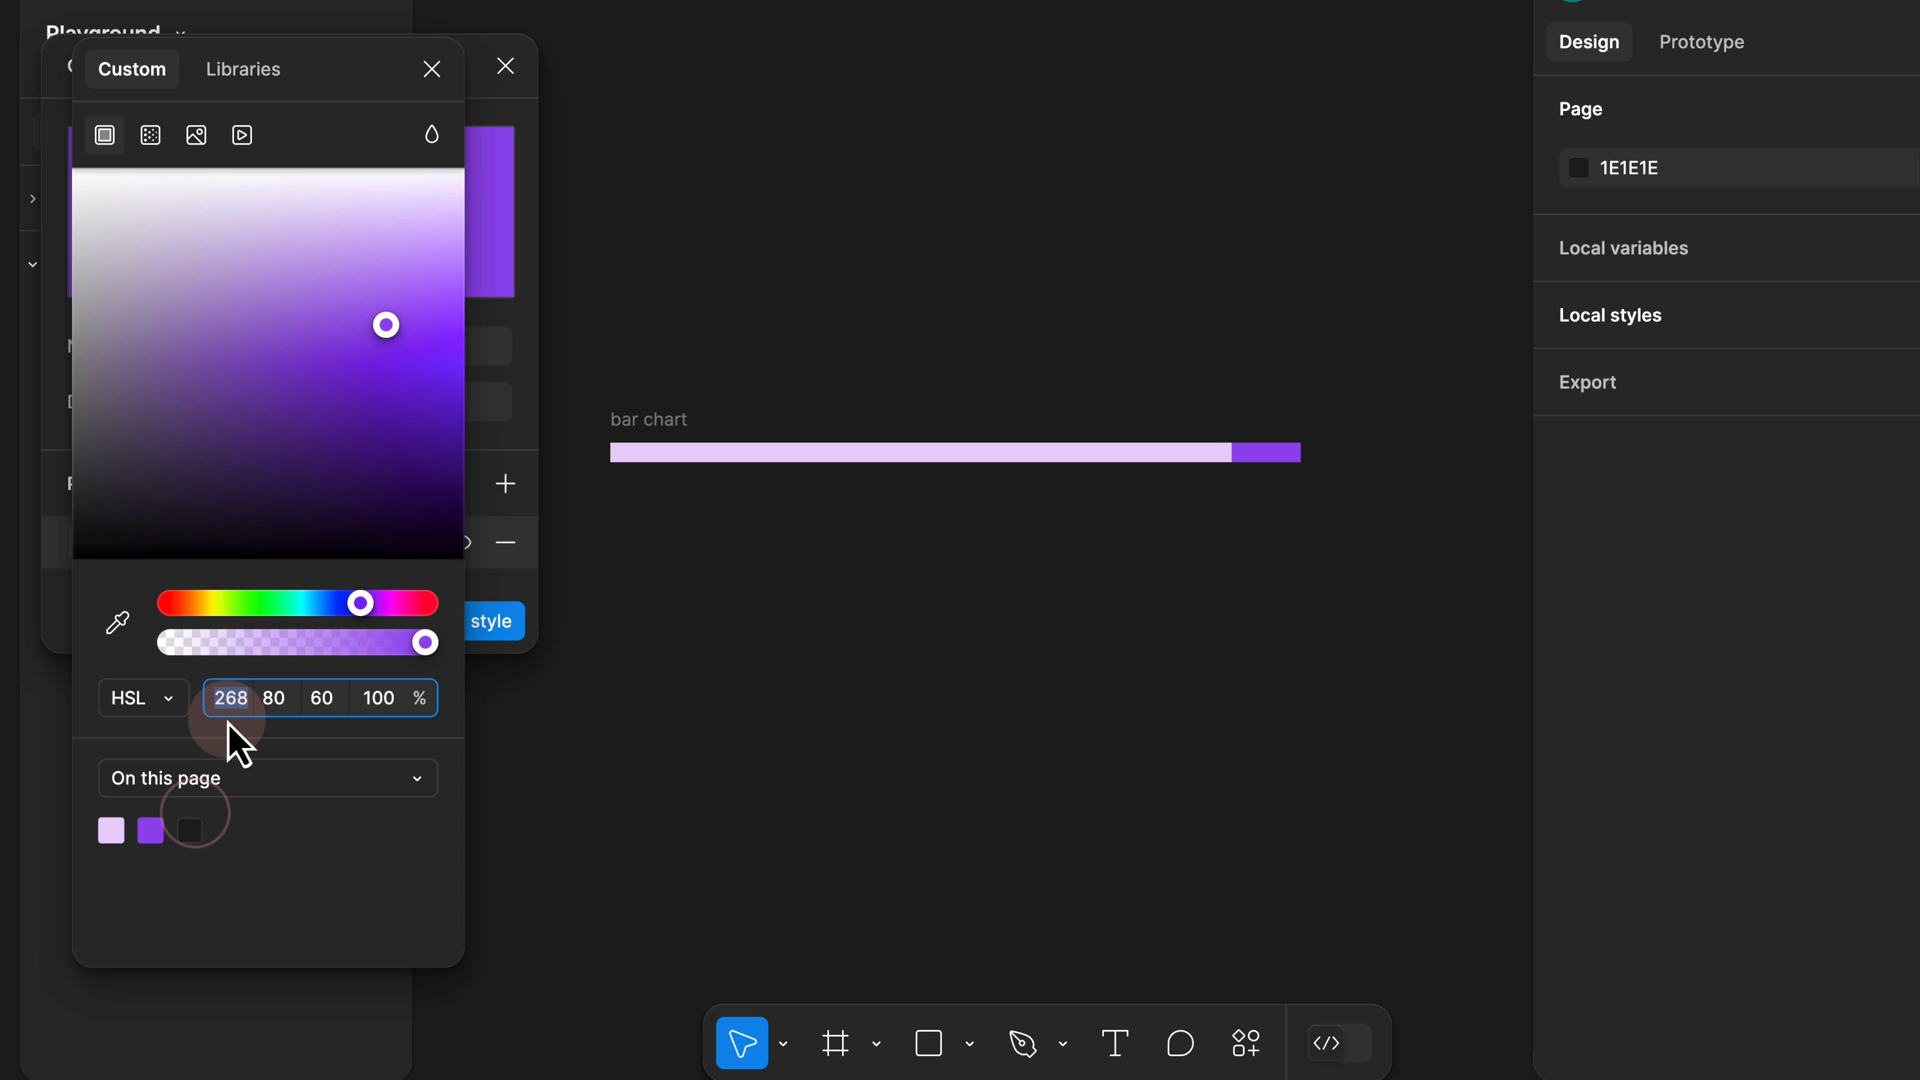 Playground
Custom Libraries
HSL 268 80 60 100 %
On this page
style
bar chart
Design Prototype
Page
1E1E1E
Local variables
Local styles
Export